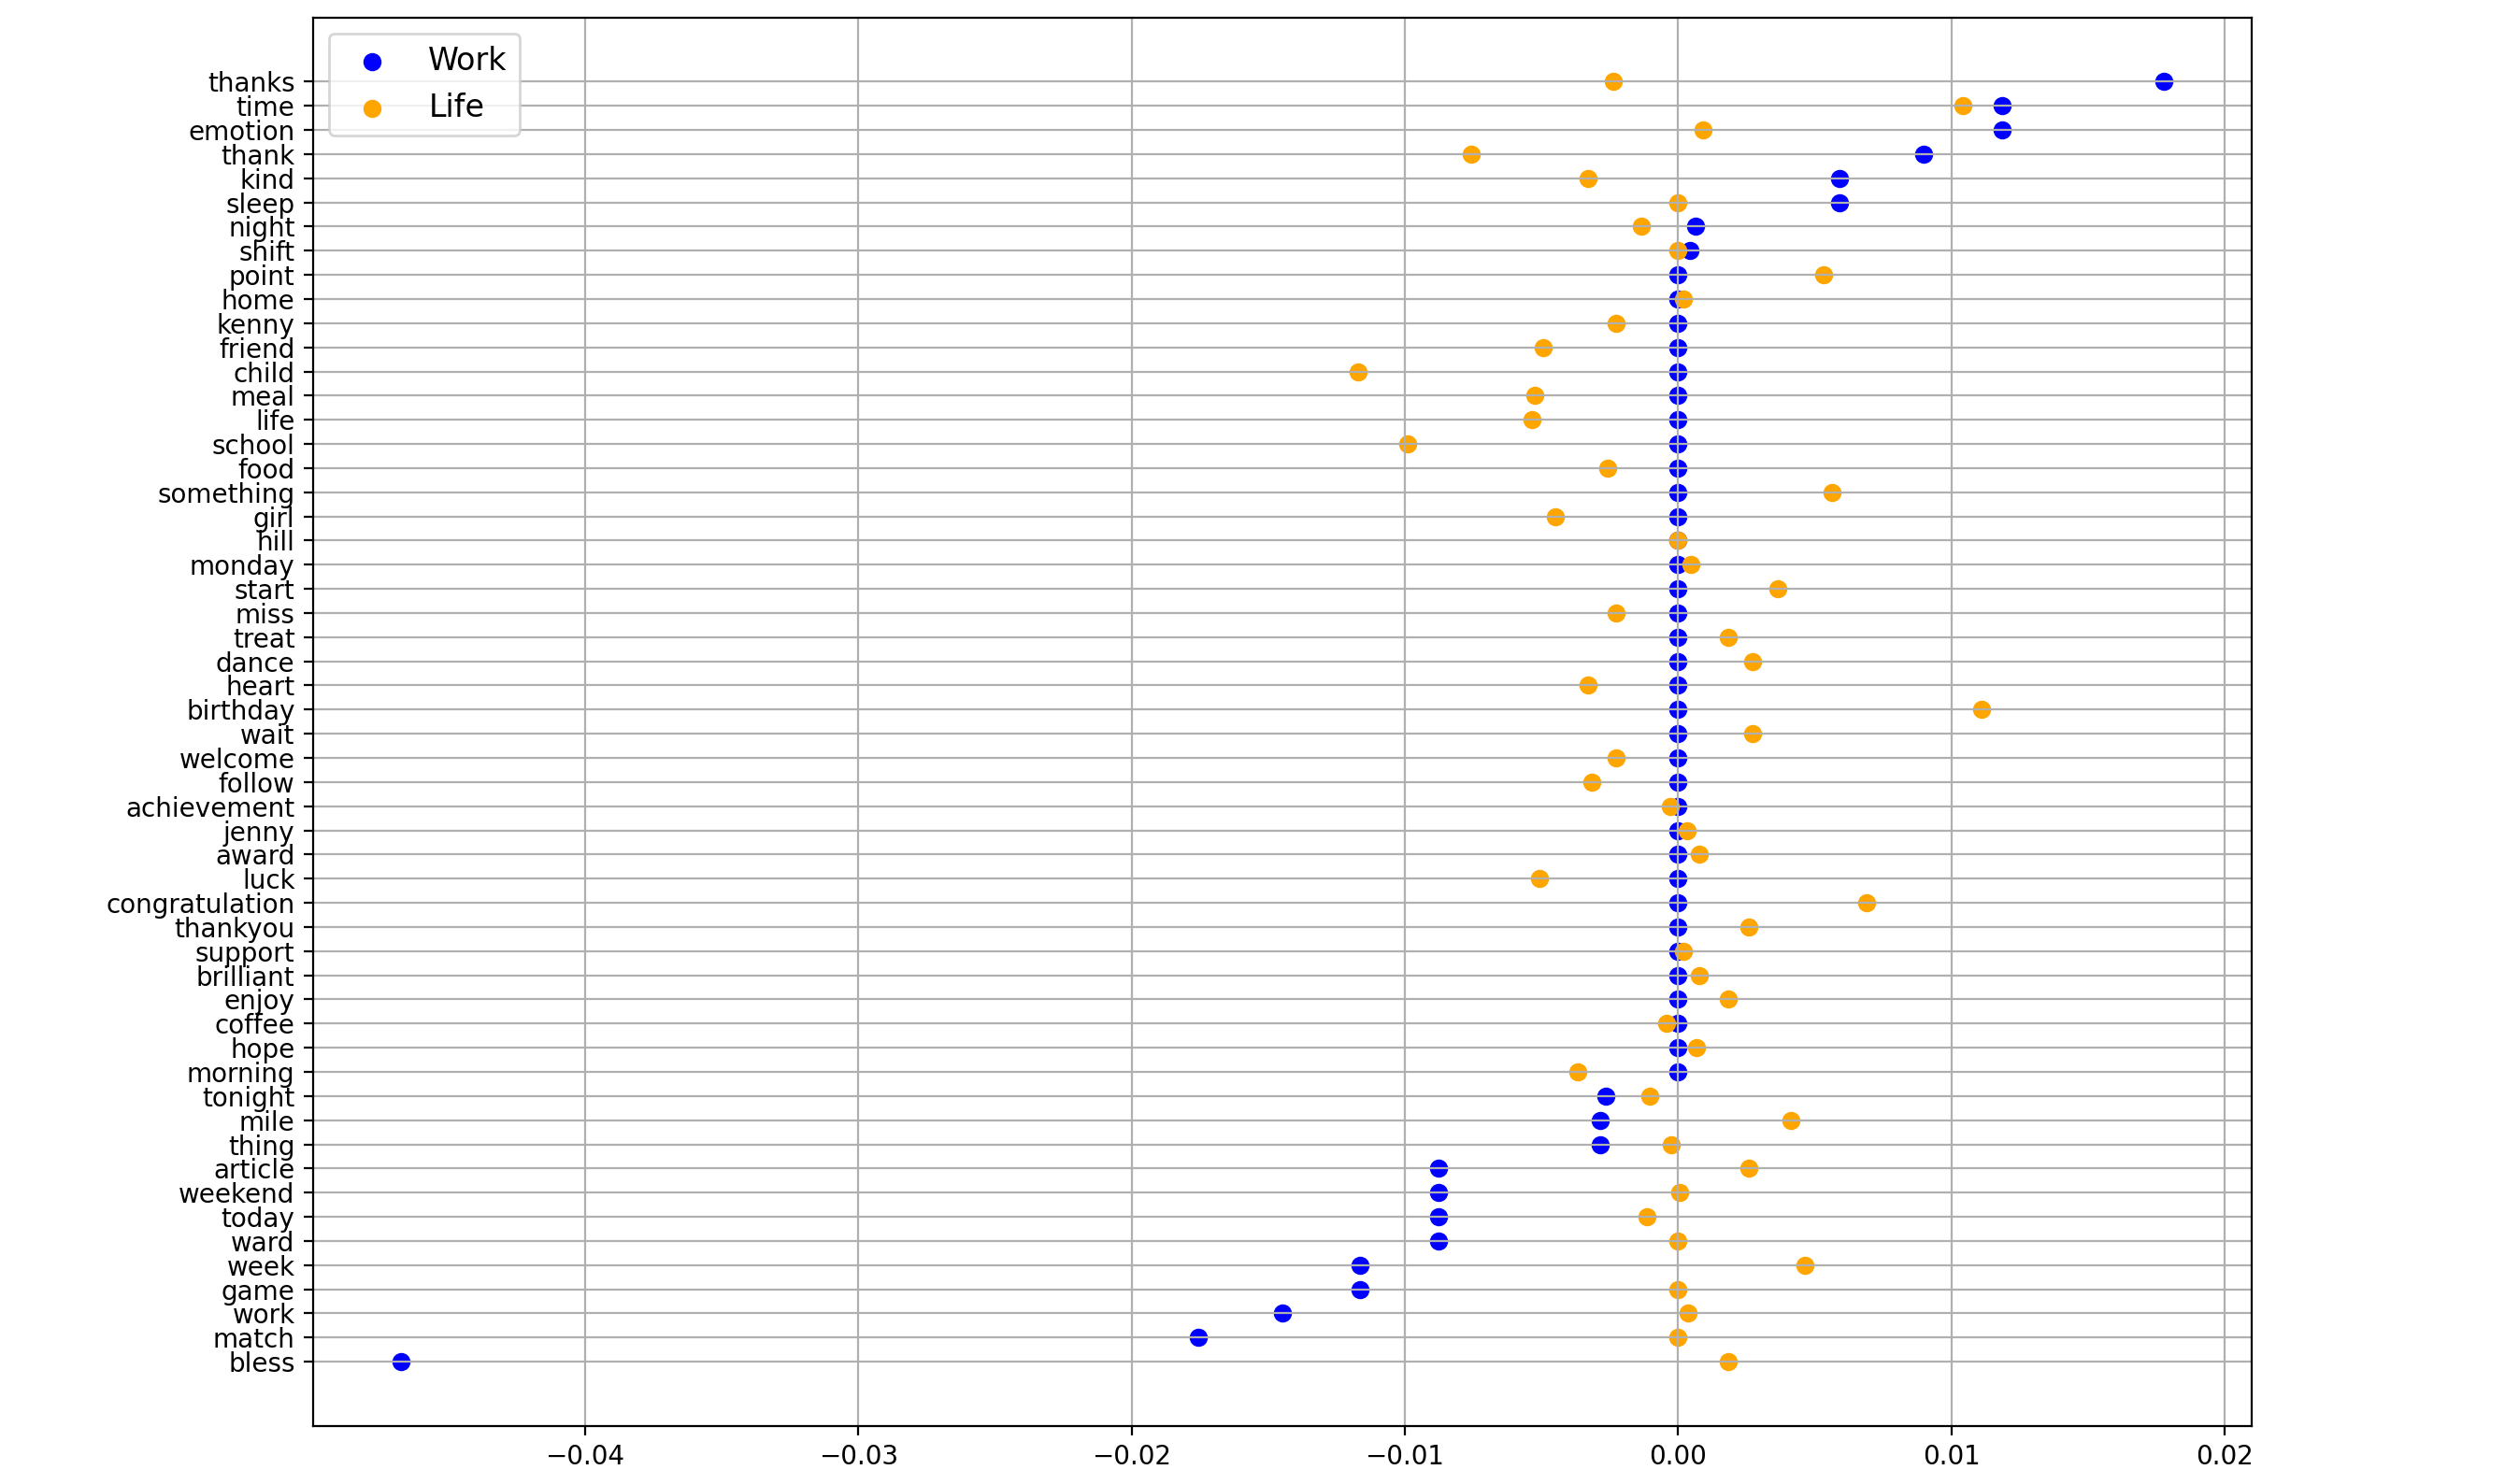 Work
Life
thanks
time
emotion
thank
kind
sleep
night
shift
point
home
kenny
friend
child
meal
life
school
food
something
girl
hill
monday
start
miss
treat
dance
heart
birthday
wait
welcome
follow
achievement
jenny
award
luck
congratulation
thankyou
support
brilliant
enjoy
coffee
hope
morning
tonight
mile
thing
article
weekend
today
ward
week
game
work
match
bless
−0.04 −0.03 −0.02 −0.01 0.00 0.01 0.02